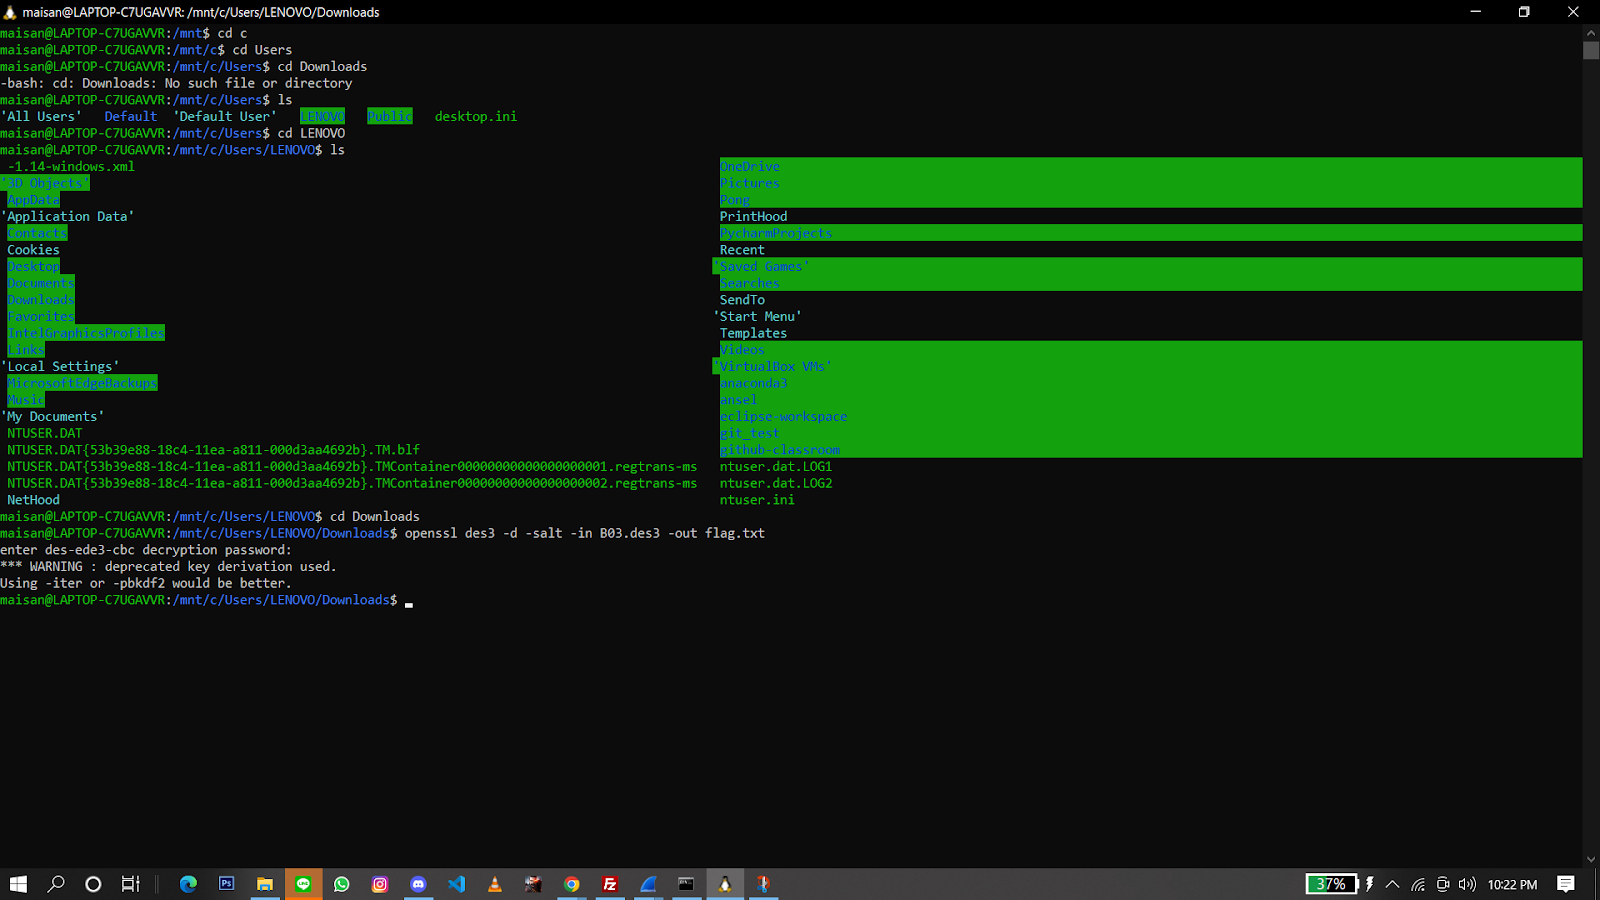 maisan@LAPTOP-C7UGAVVR: /mnt/c/Users/LENOVO/Downloads
maisan@LAPTOP-C7UGAVVR:/mnt$ cd c
maisan@LAPTOP-C7UGAVVR:/mnt/c$ cd Users
maisan@LAPTOP-C7UGAVVR:/mnt/c/Users$ cd Downloads
-bash: cd: Downloads: No such file or directory
maisan@LAPTOP-C7UGAVVR:/mnt/c/Users$ ls
'All Users' Default 'Default User' LENOVO Public desktop.ini
maisan@LAPTOP-C7UGAVVR:/mnt/c/Users$ cd LENOVO
maisan@LAPTOP-C7UGAVVR:/mnt/c/Users/LENOVO$ ls
-1.14-windows.xml OneDrive
'3D Objects' Pictures
AppData Pong
'Application Data' PrintHood
Contacts PycharmProjects
Cookies Recent
Desktop 'Saved Games'
Documents Searches
Downloads SendTo
Favorites 'Start Menu'
IntelGraphicsProfiles Templates
Links Videos
'Local Settings' 'VirtualBox VMs'
MicrosoftEdgeBackups anaconda3
Music ansel
'My Documents' eclipse-workspace
NTUSER.DAT git_test
NTUSER.DAT{53b39e88-18c4-11ea-a811-000d3aa4692b}.TM.blf github-classroom
NTUSER.DAT{53b39e88-18c4-11ea-a811-000d3aa4692b}.TMContainer00000000000000000001.regtrans-ms ntuser.dat.LOG1
NTUSER.DAT{53b39e88-18c4-11ea-a811-000d3aa4692b}.TMContainer00000000000000000002.regtrans-ms ntuser.dat.LOG2
NetHood ntuser.ini
maisan@LAPTOP-C7UGAVVR:/mnt/c/Users/LENOVO$ cd Downloads
maisan@LAPTOP-C7UGAVVR:/mnt/c/Users/LENOVO/Downloads$ openssl des3 -d -salt -in B03.des3 -out flag.txt
enter des-ede3-cbc decryption password:
*** WARNING : deprecated key derivation used.
Using -iter or -pbkdf2 would be better.
maisan@LAPTOP-C7UGAVVR:/mnt/c/Users/LENOVO/Downloads$
Ps LINE Fz 37% 10:22 PM